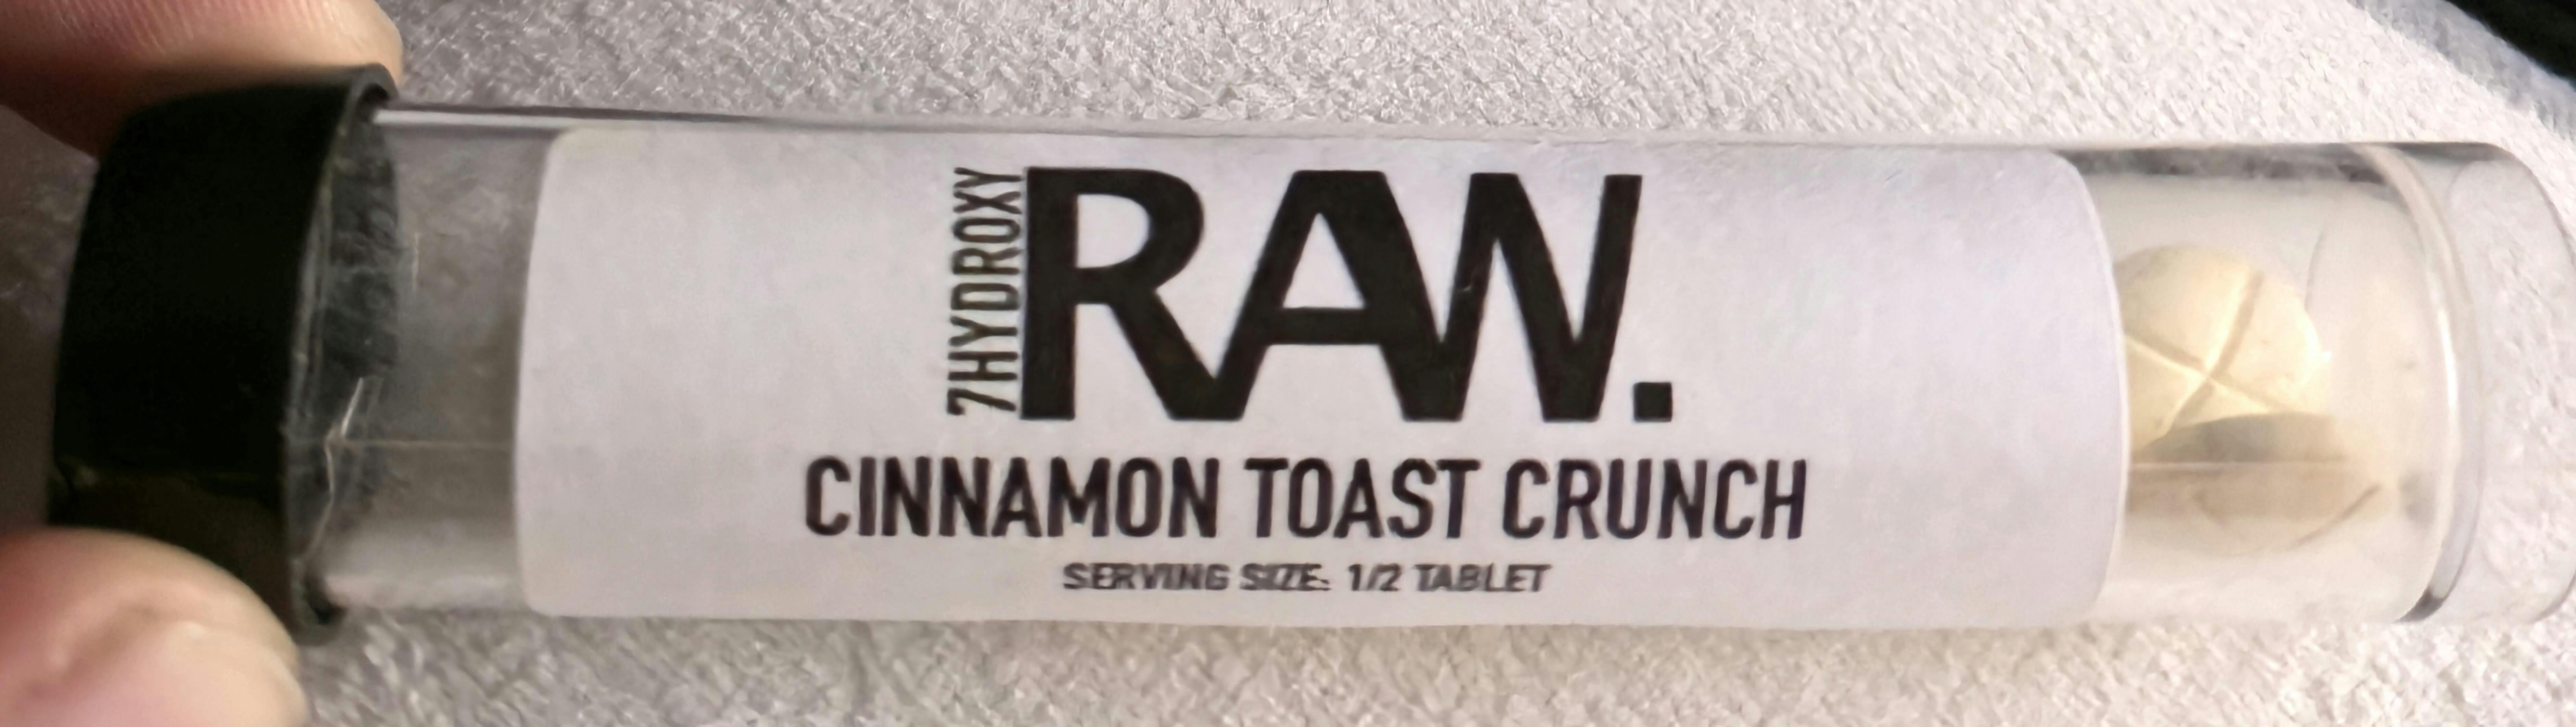 7HYDROXY
RAW.
CINNAMON TOAST CRUNCH
SERVING SIZE: 1/2 TABLET